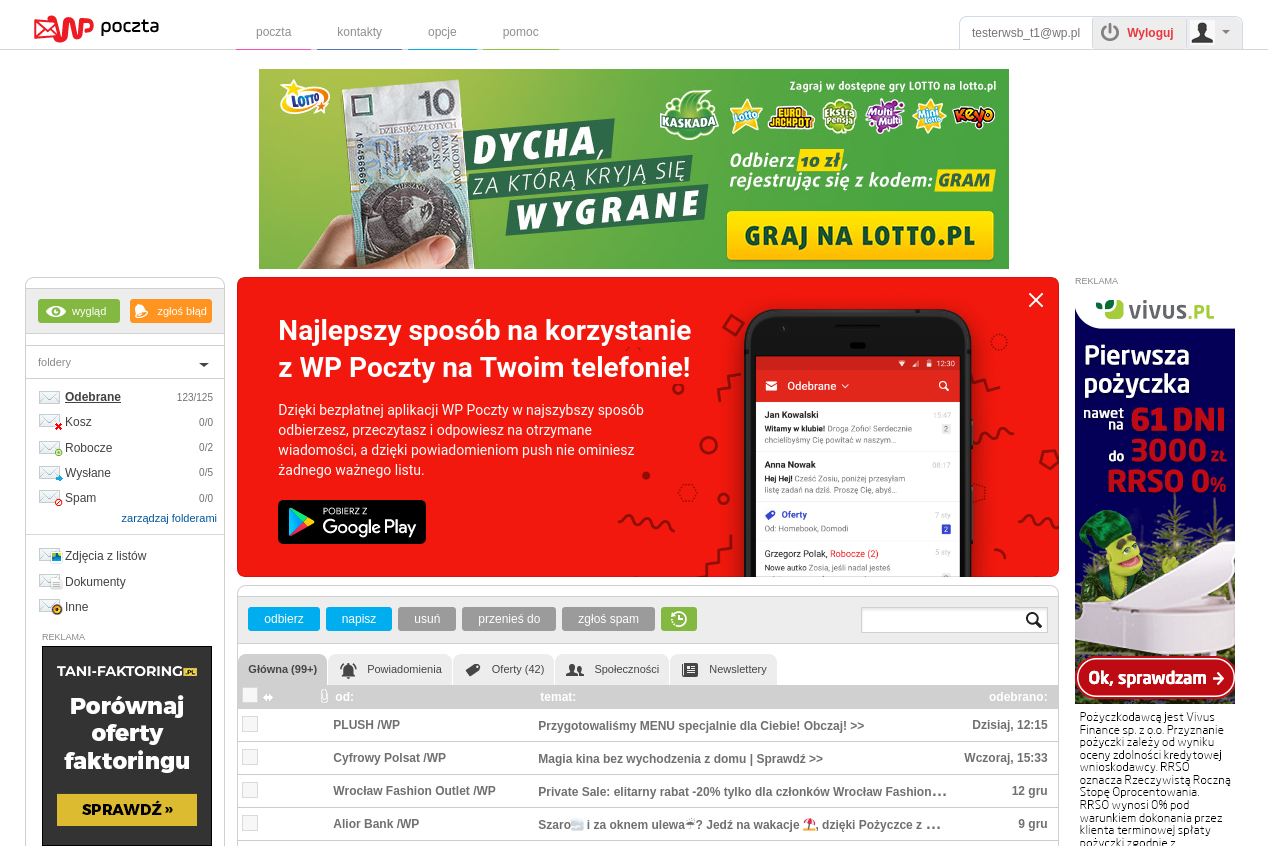 WP poczta
poczta
kontakty
opcje
pomoc
testerwsb_t1@wp.pl
Wyloguj
LOTTO
10
DZIESIĘĆ ZŁOTYCH
NARODOWY
BANK
POLSKI
DYCHA,
ZA KTÓRĄ KRYJĄ SIĘ
WYGRANE
Zagraj w dostępne gry LOTTO na lotto.pl
KASKADA
Lotto
EURO
JACKPOT
Ekstra
Pensja
Multi
Multi
Mini
Lotto
Keno
Odbierz 10 zł,
rejestrując się z kodem: GRAM
GRAJ NA LOTTO.PL
wygląd
zgłoś błąd
foldery
Odebrane 123/125
Kosz 0/0
Robocze 0/2
Wysłane 0/5
Spam 0/0
zarządzaj folderami
Zdjęcia z listów
Dokumenty
Inne
REKLAMA
TANI-FAKTORING.PL
Porównaj
oferty
faktoringu
SPRAWDŹ »
Najlepszy sposób na korzystanie
z WP Poczty na Twoim telefonie!
Dzięki bezpłatnej aplikacji WP Poczty w najszybszy sposób
odbierzesz, przeczytasz i odpowiesz na otrzymane
wiadomości, a dzięki powiadomieniom push nie ominiesz
żadnego ważnego listu.
POBIERZ Z
Google Play
12:30
Odebrane
Jan Kowalski 15:47
Witamy w klubie! Droga Zofio! Serdecznie 2
chcielibyśmy Cię powitać w naszym...
Anna Nowak 08:17
Hej Hej! Cześć Zosiu, poniżej przesyłam
listę zadań na dziś. Proszę Cię, abyś...
Oferty 7 sty
Od: Homebook, Domodi 2
Grzegorz Polak, Robocze (2) 5 sty
Nowe autko Zosia, jeśli nadal jesteś
odbierz
napisz
usuń
przenieś do
zgłoś spam
Główna (99+)
Powiadomienia
Oferty (42)
Społeczności
Newslettery
od: temat: odebrano:
PLUSH /WP Przygotowaliśmy MENU specjalnie dla Ciebie! Obczaj! >> Dzisiaj, 12:15
Cyfrowy Polsat /WP Magia kina bez wychodzenia z domu | Sprawdź >> Wczoraj, 15:33
Wrocław Fashion Outlet /WP Private Sale: elitarny rabat -20% tylko dla członków Wrocław Fashion... 12 gru
Alior Bank /WP Szaro🌫️ i za oknem ulewa☔? Jedź na wakacje ⛱️, dzięki Pożyczce z ... 9 gru
REKLAMA
vivus.PL
Pierwsza
pożyczka
nawet
na 61 DNI
do 3000 ZŁ
RRSO 0%
Ok, sprawdzam
Pożyczkodawcą jest Vivus
Finance sp. z o.o. Przyznanie
pożyczki zależy od wyniku
oceny zdolności kredytowej
wnioskodawcy. RRSO
oznacza Rzeczywistą Roczną
Stopę Oprocentowania.
RRSO wynosi 0% pod
warunkiem dokonania przez
klienta terminowej spłaty
pożyczki zgodnie z